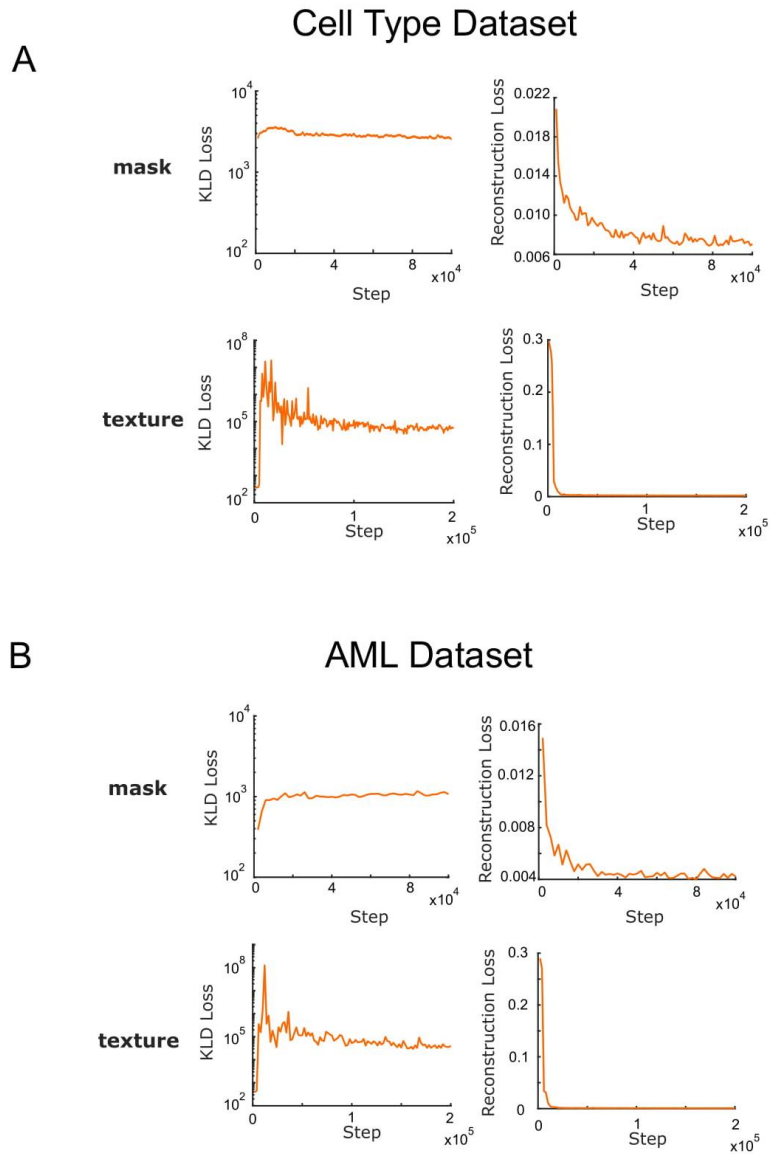 Cell Type Dataset
A
mask
KLD Loss
10^4
10^3
10^2
0 4 8 x10^4
Step
Reconstruction Loss
0.022
0.018
0.014
0.010
0.006
0 4 8 x10^4
Step
texture
KLD Loss
10^8
10^5
10^2
0 1 2
x10^5
Step
Reconstruction Loss
0.3
0.2
0.1
0
0 1 2
x10^5
Step
B
AML Dataset
mask
KLD Loss
10^4
10^3
10^2
0 4 8
x10^4
Step
Reconstruction Loss
0.016
0.012
0.008
0.004
0 4 8
x10^4
Step
texture
KLD Loss
10^8
10^5
10^2
0 1 2
x10^5
Step
Reconstruction Loss
0.3
0.2
0.1
0
0 1 2
x10^5
Step